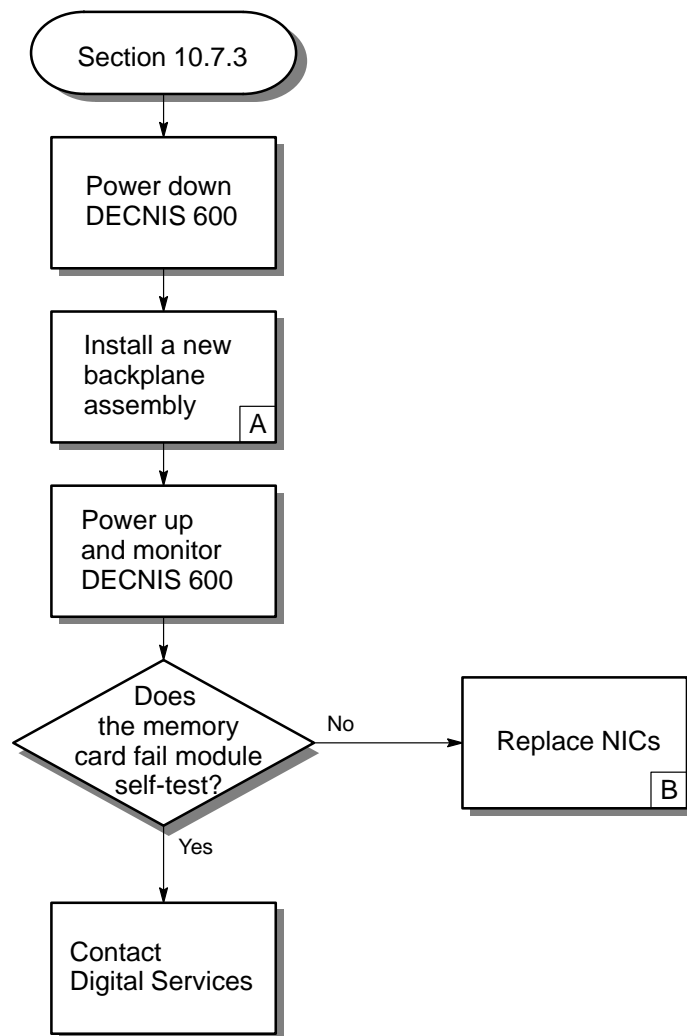 Section 10.7.3
Power down
DECNIS 600
Install a new
backplane
assembly
A
Power up
and monitor
DECNIS 600
Does
the memory
card fail module
self-test?
No
Replace NICs
B
Yes
Contact
Digital Services